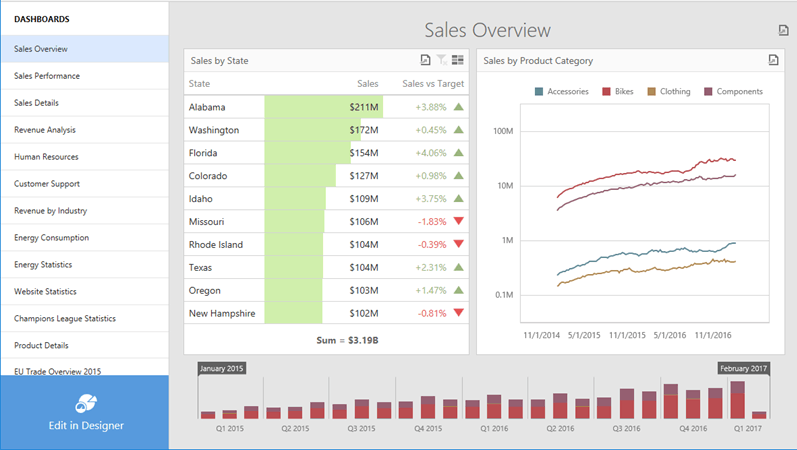 DASHBOARDS
Sales Overview
Sales Performance
Sales Details
Revenue Analysis
Human Resources
Customer Support
Revenue by Industry
Energy Consumption
Energy Statistics
Website Statistics
Champions League Statistics
Product Details
EU Trade Overview 2015
Edit in Designer
Sales Overview
Sales by State
State Sales Sales vs Target
Alabama $211M +3.88%
Washington $172M +0.45%
Florida $154M +4.06%
Colorado $127M +0.98%
Idaho $109M +3.75%
Missouri $106M -1.83%
Rhode Island $104M -0.39%
Texas $104M +2.31%
Oregon $103M +1.47%
New Hampshire $102M -0.81%
Sum = $3.19B
Sales by Product Category
Accessories Bikes Clothing Components
100M
10M
1M
0.1M
11/1/2014 5/1/2015 11/1/2015 5/1/2016 11/1/2016
January 2015 February 2017
Q1 2015 Q2 2015 Q3 2015 Q4 2015 Q1 2016 Q2 2016 Q3 2016 Q4 2016 Q1 2017